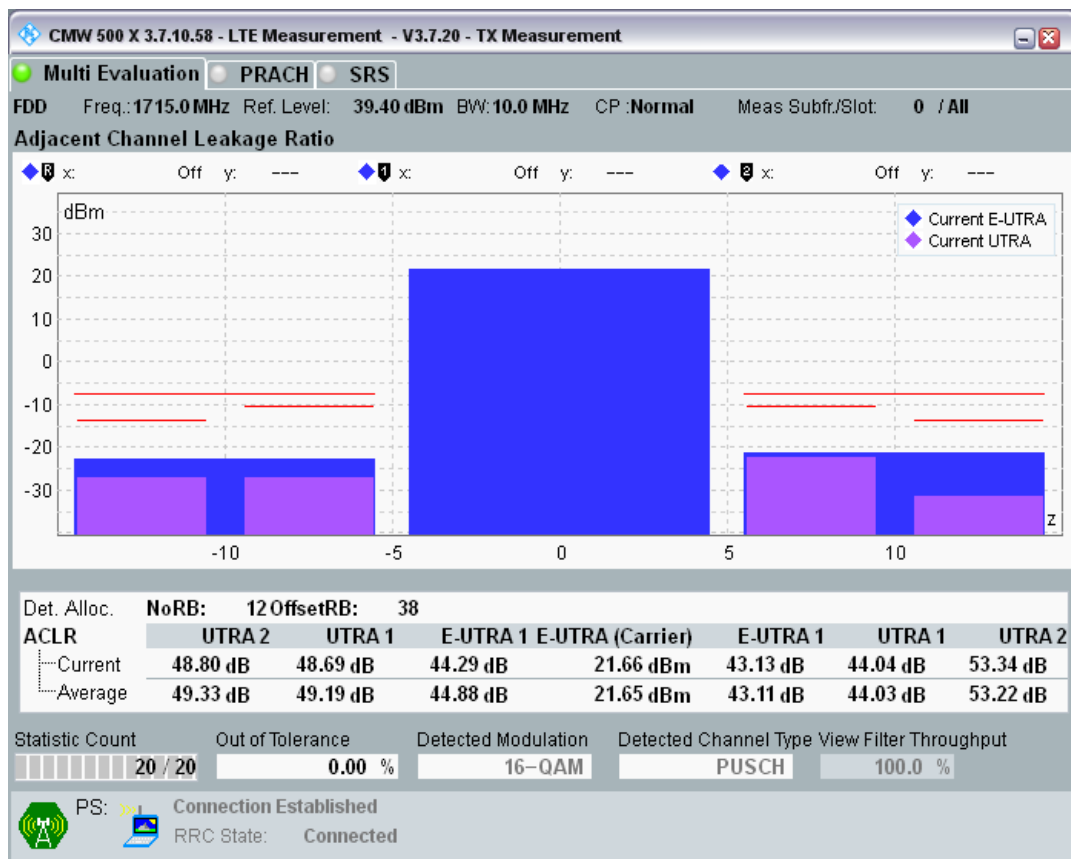 CMW 500 X 3.7.10.58 - LTE Measurement - V3.7.20 - TX Measurement
Multi Evaluation PRACH SRS
FDD Freq.: 1715.0 MHz Ref. Level: 39.40 dBm BW: 10.0 MHz CP :Normal Meas Subfr./Slot: 0 / All
Adjacent Channel Leakage Ratio
R x: Off y: --- 1 x: Off y: --- 2 x: Off y: ---
dBm
Current E-UTRA
Current UTRA
30
20
10
0
-10
-20
-30
z
-10 -5 0 5 10
Det. Alloc. NoRB: 12 OffsetRB: 38
ACLR UTRA 2 UTRA 1 E-UTRA 1 E-UTRA (Carrier) E-UTRA 1 UTRA 1 UTRA 2
Current 48.80 dB 48.69 dB 44.29 dB 21.66 dBm 43.13 dB 44.04 dB 53.34 dB
Average 49.33 dB 49.19 dB 44.88 dB 21.65 dBm 43.11 dB 44.03 dB 53.22 dB
Statistic Count Out of Tolerance Detected Modulation Detected Channel Type View Filter Throughput
20 / 20 0.00 % 16-QAM PUSCH 100.0 %
PS: Connection Established
RRC State: Connected